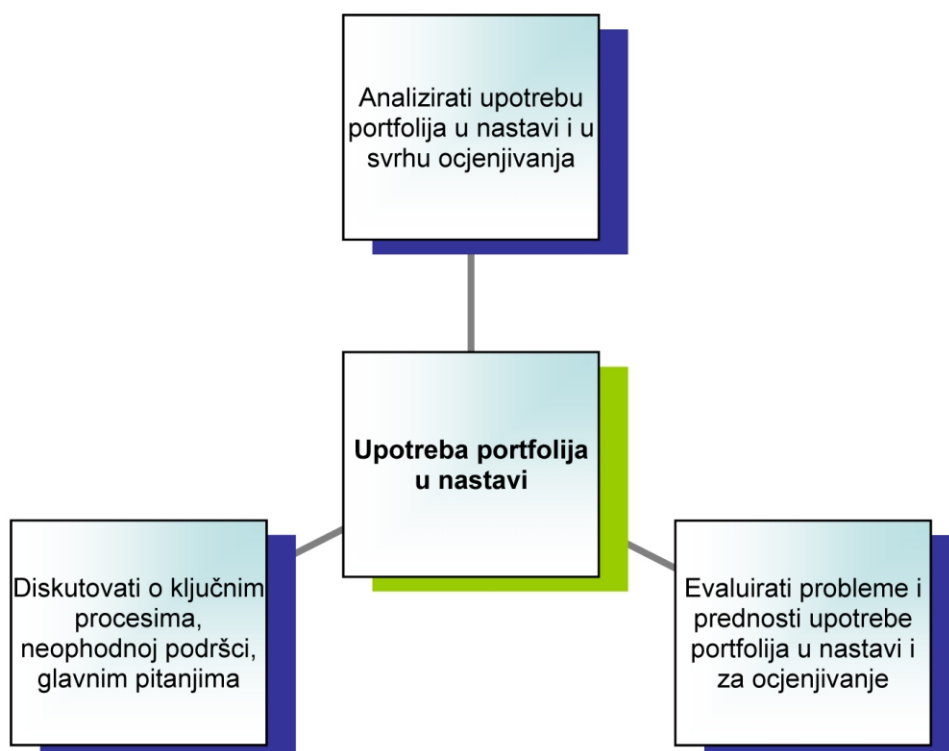 Analizirati upotrebu
portfolija u nastavi i u
svrhu ocjenjivanja
Upotreba portfolija
u nastavi
Diskutovati o ključnim
procesima,
neophodnoj podršci,
glavnim pitanjima
Evaluirati probleme i
prednosti upotrebe
portfolija u nastavi i
za ocjenjivanje